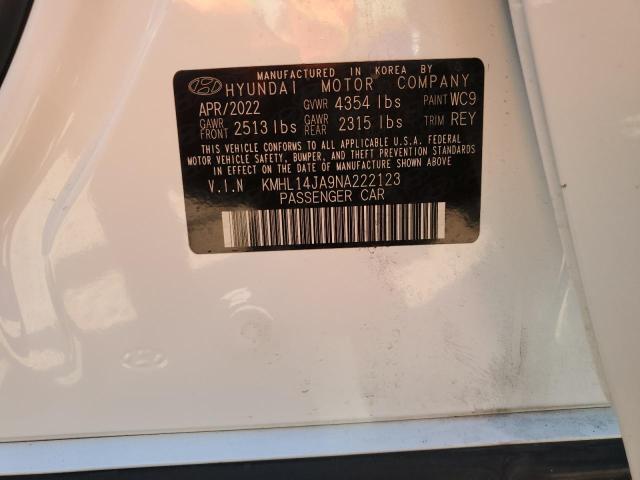 MANUFACTURED IN KOREA BY
HYUNDAI MOTOR COMPANY
APR/2022 GVWR 4354 lbs PAINT WC9
GAWR FRONT 2513 lbs GAWR REAR 2315 lbs TRIM REY
THIS VEHICLE CONFORMS TO ALL APPLICABLE U.S.A. FEDERAL
MOTOR VEHICLE SAFETY, BUMPER, AND THEFT PREVENTION STANDARDS
IN EFFECT ON THE DATE OF MANUFACTURE SHOWN ABOVE.
V.I.N KMHL14JA9NA222123
PASSENGER CAR